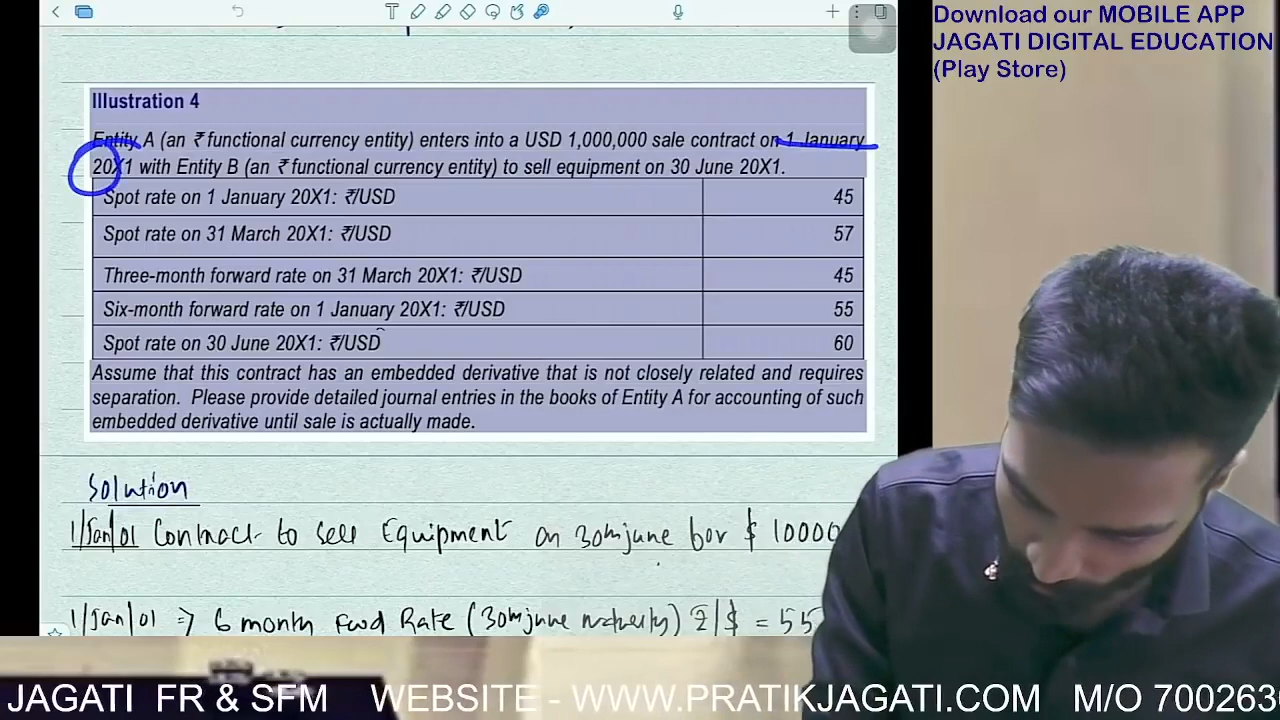 Download our MOBILE APP
JAGATI DIGITAL EDUCATION
(Play Store)
Illustration 4
Entity A (an ₹ functional currency entity) enters into a USD 1,000,000 sale contract on 1 January
20X1 with Entity B (an ₹ functional currency entity) to sell equipment on 30 June 20X1.
Spot rate on 1 January 20X1: ₹/USD 45
Spot rate on 31 March 20X1: ₹/USD 57
Three-month forward rate on 31 March 20X1: ₹/USD 45
Six-month forward rate on 1 January 20X1: ₹/USD 55
Spot rate on 30 June 20X1: ₹/USD 60
Assume that this contract has an embedded derivative that is not closely related and requires
separation. Please provide detailed journal entries in the books of Entity A for accounting of such
embedded derivative until sale is actually made.
Solution
1/Jan/01 Contract to sell Equipment on 30th june for $ 10000
1/Jan/01 => 6 month Fwd Rate (30th june maturity) ₹/$ = 55
JAGATI FR & SFM WEBSITE - WWW.PRATIKJAGATI.COM M/O 700263